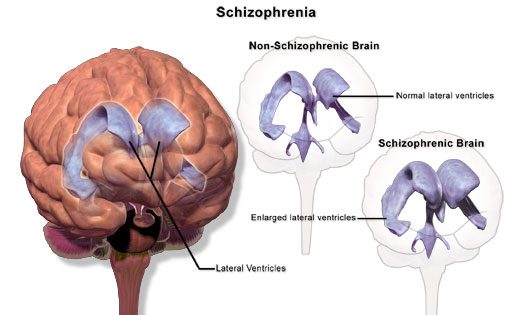 Schizophrenia
Non-Schizophrenic Brain
Normal lateral ventricles
Schizophrenic Brain
Enlarged lateral ventricles
Lateral Ventricles